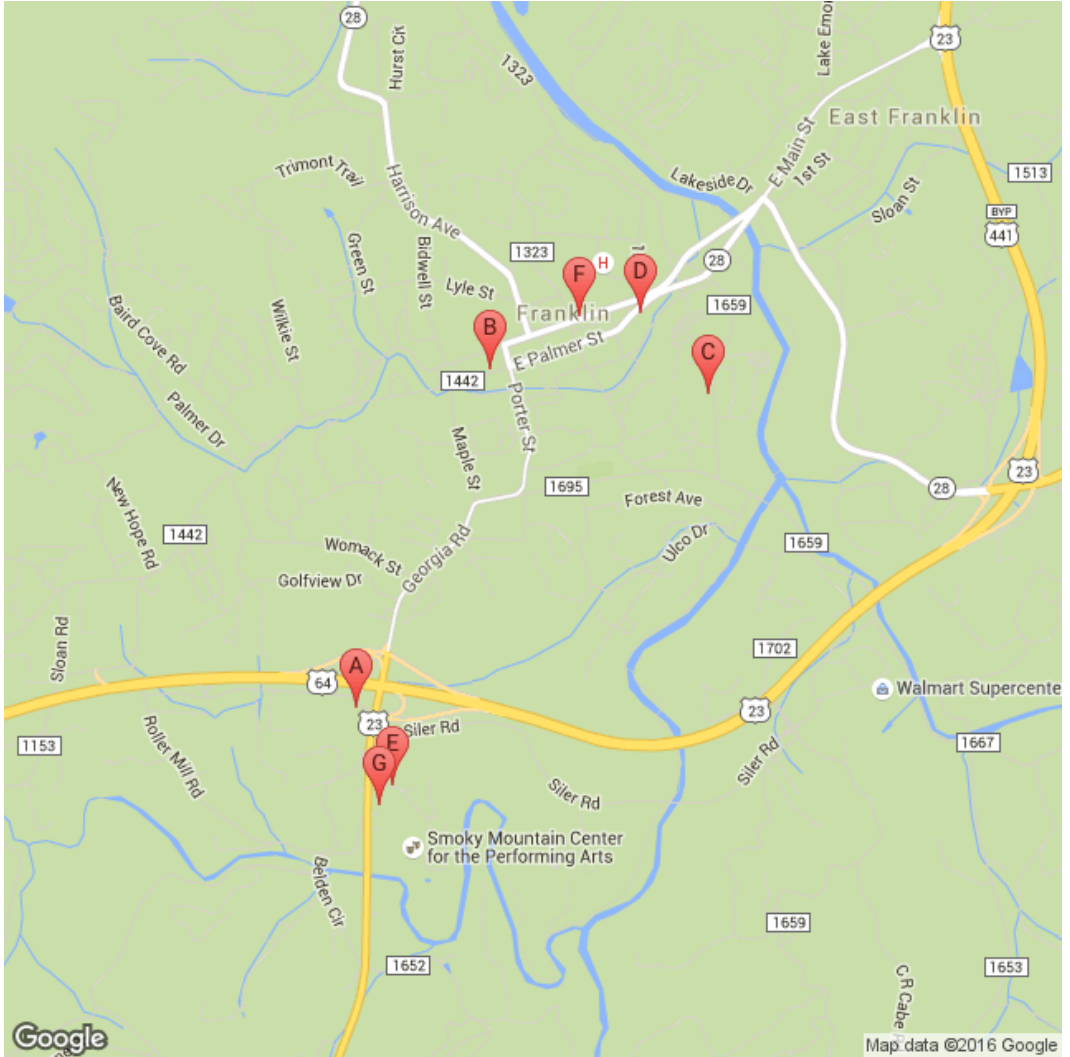 28
Hurst Cir
1323
Lake Emor
23
East Franklin
E Main St
1st St
Trimont Trail
Harrison Ave
Lakeside Dr
1513
Sloan St
BYP
441
Green St
Bidwell St
1323
H
D
28
F
Lyle St
Franklin
1659
Baird Cove Rd
Wilkie St
B
E Palmer St
C
1442
Palmer Dr
Porter St
Maple St
23
New Hope Rd
1695
Forest Ave
28
1442
Womack St
Georgia Rd
Ulco Dr
1659
Golfview Dr
Sloan Rd
1702
A
64
Walmart Supercente
23
23
Siler Rd
1153
Roller Mill Rd
E
G
Siler Rd
1667
Siler Rd
Smoky Mountain Center
for the Performing Arts
Belden Cir
1659
1652
1653
C R Cabe
Google
Map data ©2016 Google